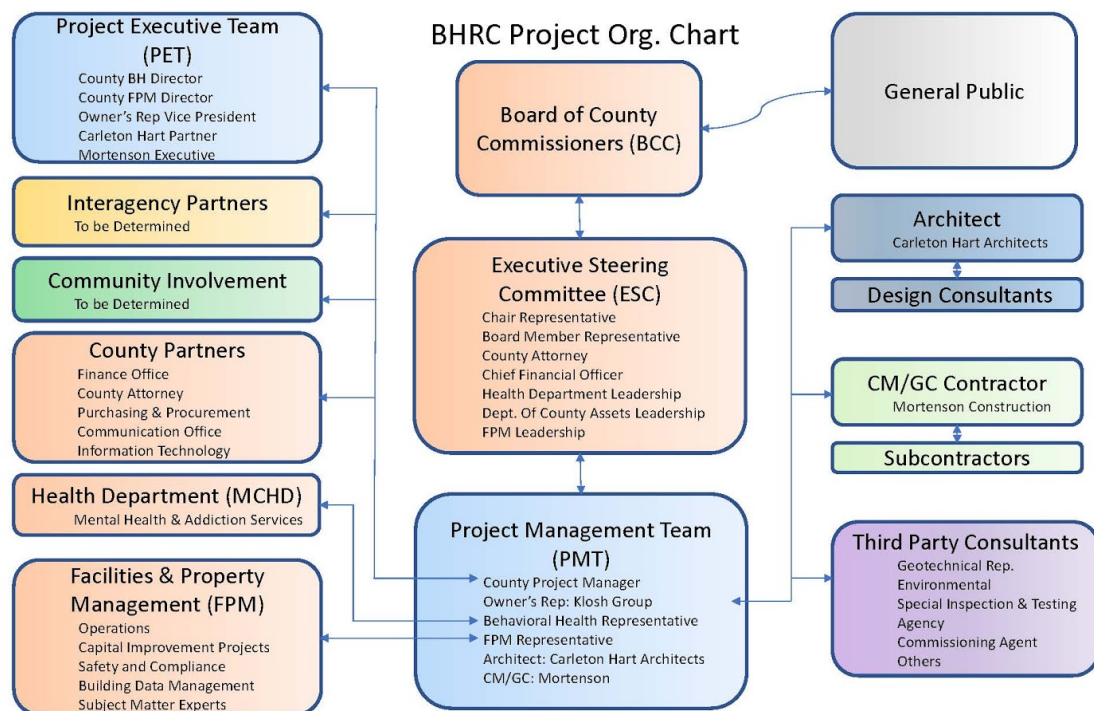 BHRC Project Org. Chart
Project Executive Team
(PET)
County BH Director
County FPM Director
Owner's Rep Vice President
Carleton Hart Partner
Mortenson Executive
Interagency Partners
To be Determined
Community Involvement
To be Determined
County Partners
Finance Office
County Attorney
Purchasing & Procurement
Communication Office
Information Technology
Health Department (MCHD)
Mental Health & Addiction Services
Facilities & Property
Management (FPM)
Operations
Capital Improvement Projects
Safety and Compliance
Building Data Management
Subject Matter Experts
Board of County
Commissioners (BCC)
Executive Steering
Committee (ESC)
Chair Representative
Board Member Representative
County Attorney
Chief Financial Officer
Health Department Leadership
Dept. Of County Assets Leadership
FPM Leadership
Project Management Team
(PMT)
County Project Manager
Owner's Rep: Klosh Group
Behavioral Health Representative
FPM Representative
Architect: Carleton Hart Architects
CM/GC: Mortenson
General Public
Architect
Carleton Hart Architects
Design Consultants
CM/GC Contractor
Mortenson Construction
Subcontractors
Third Party Consultants
Geotechnical Rep.
Environmental
Special Inspection & Testing
Agency
Commissioning Agent
Others